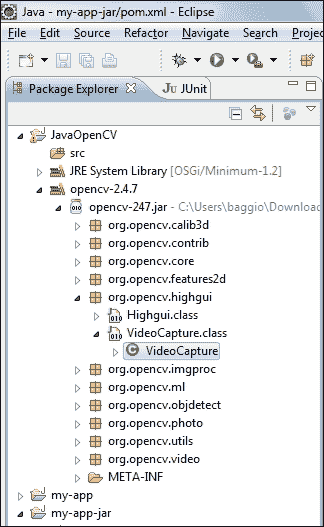 Java - my-app-jar/pom.xml - Eclipse
File Edit Source Refactor Navigate Search Projec
Package Explorer JUnit
JavaOpenCV
src
JRE System Library [OSGi/Minimum-1.2]
opencv-2.4.7
opencv-247.jar - C:\Users\baggio\Download
org.opencv.calib3d
org.opencv.contrib
org.opencv.core
org.opencv.features2d
org.opencv.highgui
Highgui.class
VideoCapture.class
VideoCapture
org.opencv.imgproc
org.opencv.ml
org.opencv.objdetect
org.opencv.photo
org.opencv.utils
org.opencv.video
META-INF
my-app
my-app-jar